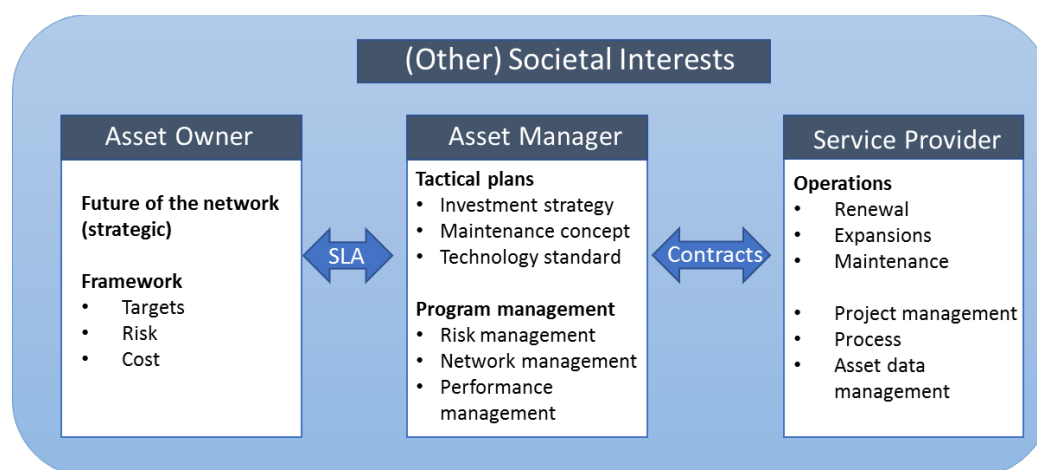 (Other) Societal Interests
Asset Owner
Future of the network
(strategic)
Framework
• Targets
• Risk
• Cost
SLA
Asset Manager
Tactical plans
• Investment strategy
• Maintenance concept
• Technology standard
Program management
• Risk management
• Network management
• Performance
management
Contracts
Service Provider
Operations
• Renewal
• Expansions
• Maintenance
• Project management
• Process
• Asset data
management